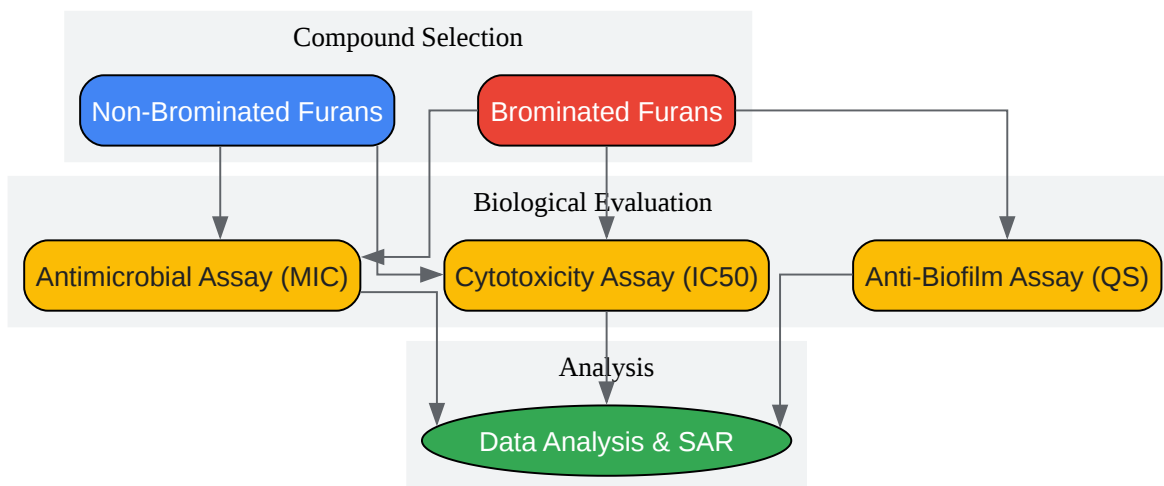 Compound Selection
Non-Brominated Furans
Brominated Furans
Biological Evaluation
Antimicrobial Assay (MIC)
Cytotoxicity Assay (IC50)
Anti-Biofilm Assay (QS)
Analysis
Data Analysis & SAR